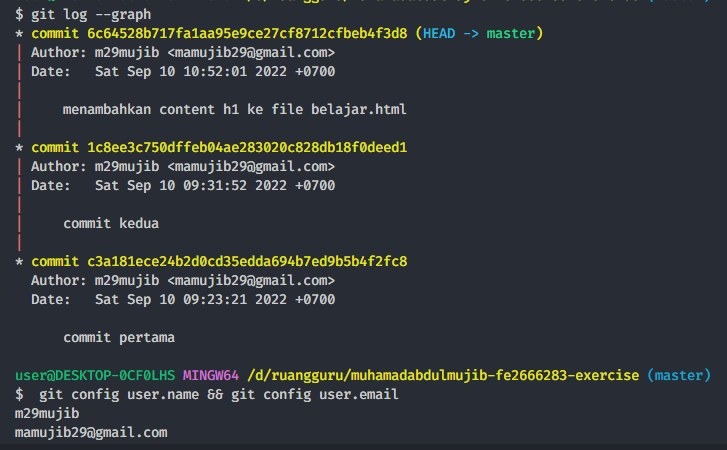 $ git log --graph
* commit 6c64528b717fa1aa95e9ce27cf8712cfbeb4f3d8 (HEAD -> master)
| Author: m29mujib <mamujib29@gmail.com>
| Date:   Sat Sep 10 10:52:01 2022 +0700
|
|     menambahkan content h1 ke file belajar.html
|
* commit 1c8ee3c750dffeb04ae283020c828db18f0deed1
| Author: m29mujib <mamujib29@gmail.com>
| Date:   Sat Sep 10 09:31:52 2022 +0700
|
|     commit kedua
|
* commit c3a181ece24b2d0cd35edda694b7ed9b5b4f2fc8
  Author: m29mujib <mamujib29@gmail.com>
  Date:   Sat Sep 10 09:23:21 2022 +0700

      commit pertama

user@DESKTOP-0CF0LHS MINGW64 /d/ruangguru/muhamadabdulmujib-fe2666283-exercise (master)
$  git config user.name && git config user.email
m29mujib
mamujib29@gmail.com